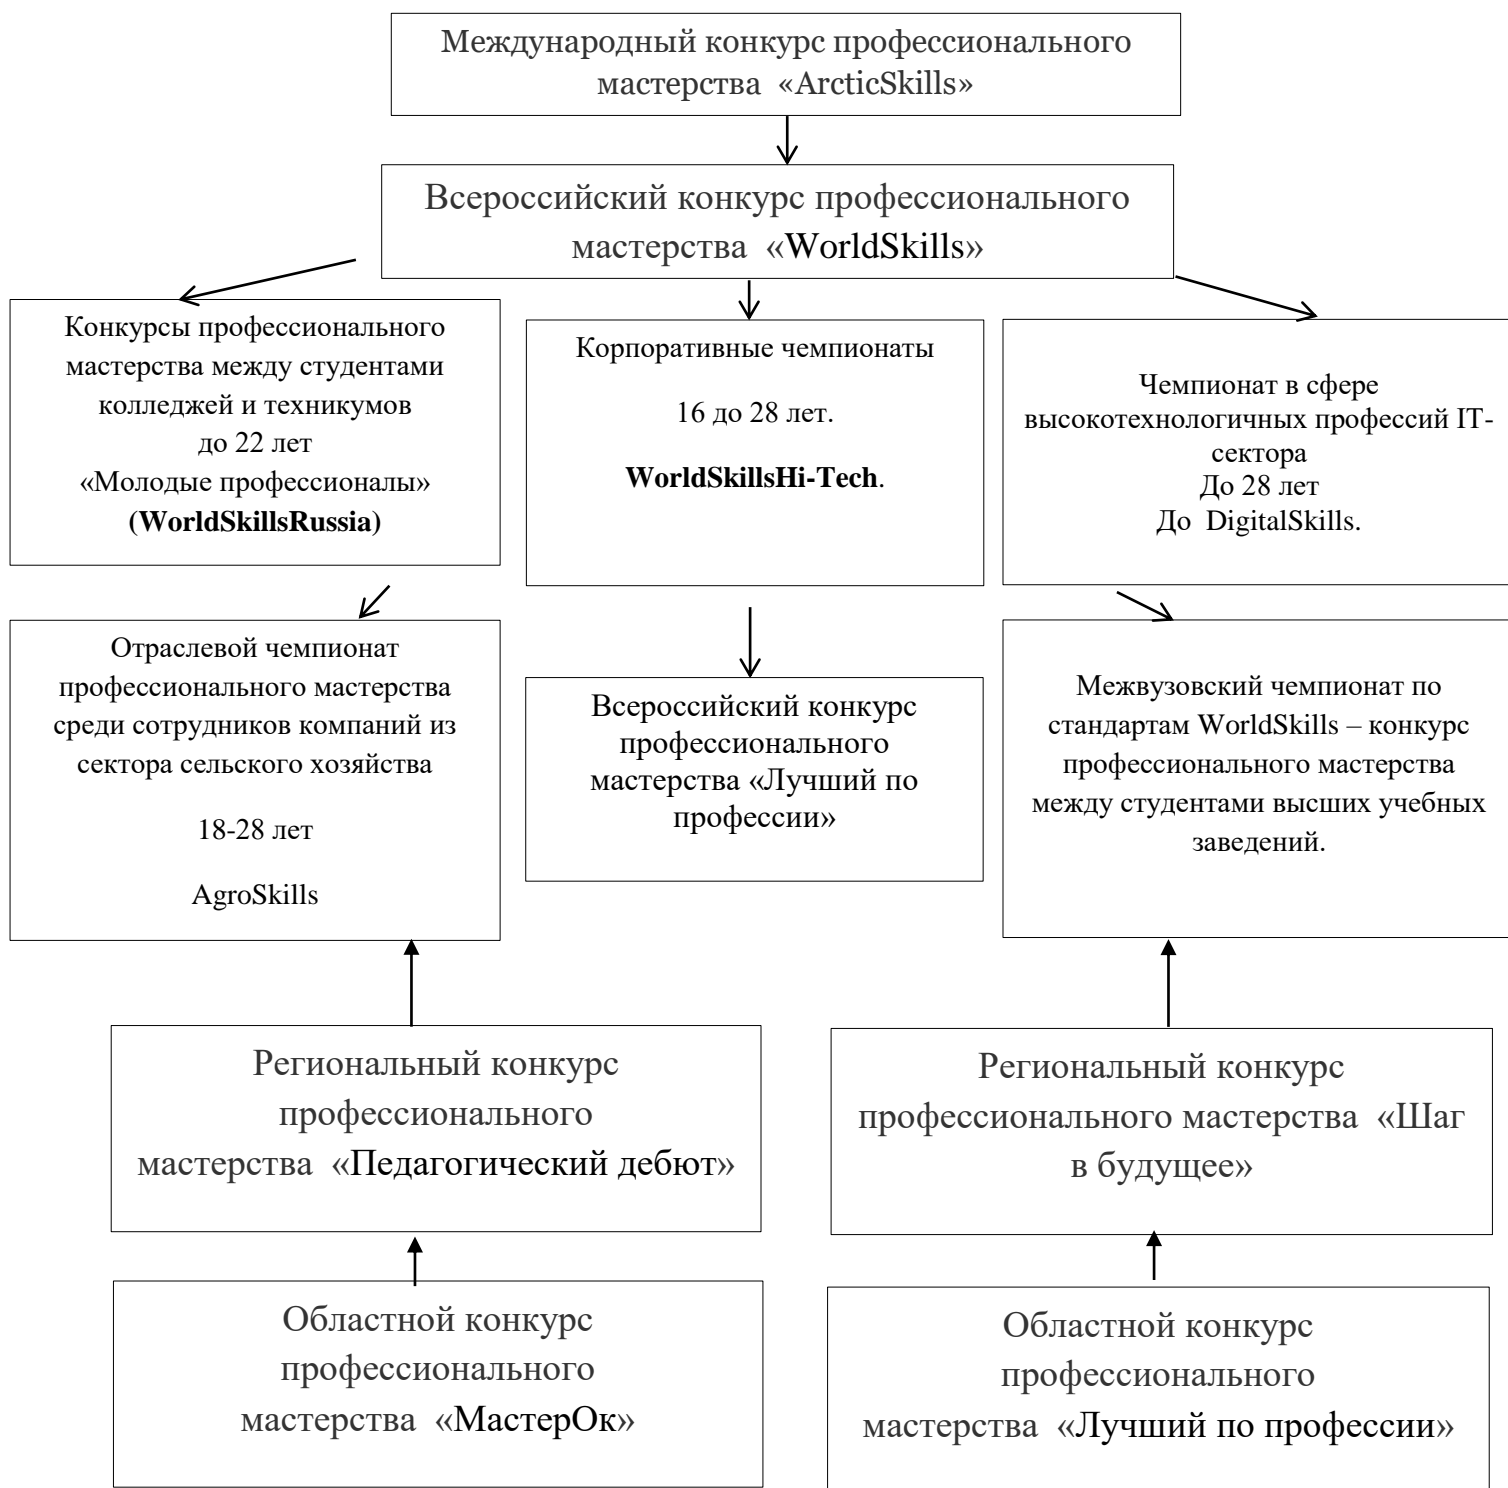 Международный конкурс профессионального
мастерства «ArcticSkills»
Всероссийский конкурс профессионального
мастерства «WorldSkills»
Конкурсы профессионального
мастерства между студентами
колледжей и техникумов
до 22 лет
«Молодые профессионалы»
(WorldSkillsRussia)
Корпоративные чемпионаты
16 до 28 лет.
WorldSkillsHi-Tech.
Чемпионат в сфере
высокотехнологичных профессий IT-
сектора
До 28 лет
До DigitalSkills.
Отраслевой чемпионат
профессионального мастерства
среди сотрудников компаний из
сектора сельского хозяйства
18-28 лет
AgroSkills
Всероссийский конкурс
профессионального
мастерства «Лучший по
профессии»
Межвузовский чемпионат по
стандартам WorldSkills – конкурс
профессионального мастерства
между студентами высших учебных
заведений.
Региональный конкурс
профессионального
мастерства «Педагогический дебют»
Региональный конкурс
профессионального мастерства «Шаг
в будущее»
Областной конкурс
профессионального
мастерства «МастерОк»
Областной конкурс
профессионального
мастерства «Лучший по профессии»